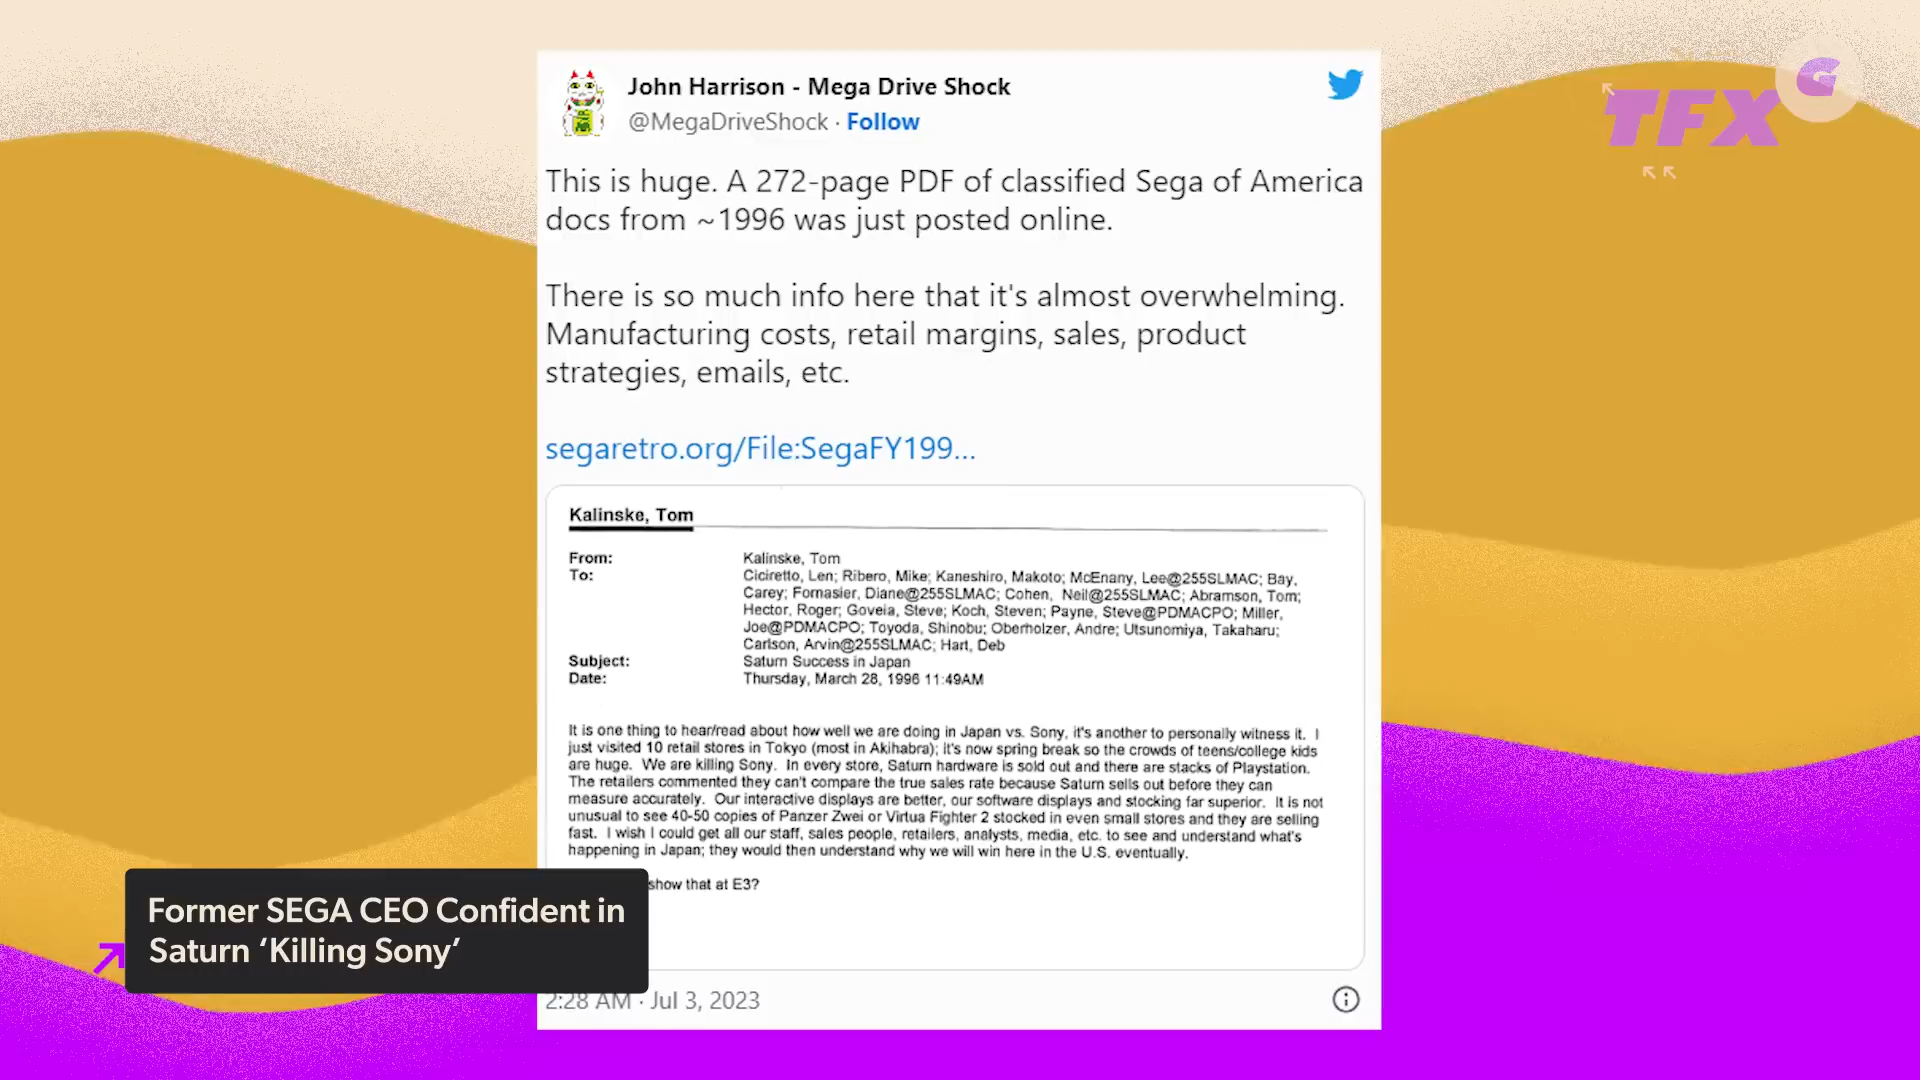 John Harrison - Mega Drive Shock
@MegaDriveShock · Follow
TFX
G
This is huge. A 272-page PDF of classified Sega of America
docs from ~1996 was just posted online.
There is so much info here that it's almost overwhelming.
Manufacturing costs, retail margins, sales, product
strategies, emails, etc.
segaretro.org/File:SegaFY199...
Kalinske, Tom
From: Kalinske, Tom
To: Ciciretto, Len; Ribero, Mike; Kaneshiro, Makoto; McEnany, Lee@255SLMAC; Bay,
Carey; Fornasier, Diane@255SLMAC; Cohen, Neil@255SLMAC; Abramson, Tom;
Hector, Roger; Goveia, Steve; Koch, Steven; Payne, Steve@PDMACPO; Miller,
Joe@PDMACPO; Toyoda, Shinobu; Oberholzer, Andre; Utsunomiya, Takaharu;
Carlson, Arvin@255SLMAC; Hart, Deb
Subject: Saturn Success in Japan
Date: Thursday, March 28, 1996 11:49AM
It is one thing to hear/read about how well we are doing in Japan vs. Sony, it's another to personally witness it. I
just visited 10 retail stores in Tokyo (most in Akihabra); it's now spring break so the crowds of teens/college kids
are huge. We are killing Sony. In every store, Saturn hardware is sold out and there are stacks of Playstation.
The retailers commented they can't compare the true sales rate because Saturn sells out before they can
measure accurately. Our interactive displays are better, our software displays and stocking far superior. It is not
unusual to see 40-50 copies of Panzer Zwei or Virtua Fighter 2 stocked in even small stores and they are selling
fast. I wish I could get all our staff, sales people, retailers, analysts, media, etc. to see and understand what's
happening in Japan; they would then understand why we will win here in the U.S. eventually.
show that at E3?
Former SEGA CEO Confident in
Saturn ‘Killing Sony’
2:28 AM · Jul 3, 2023